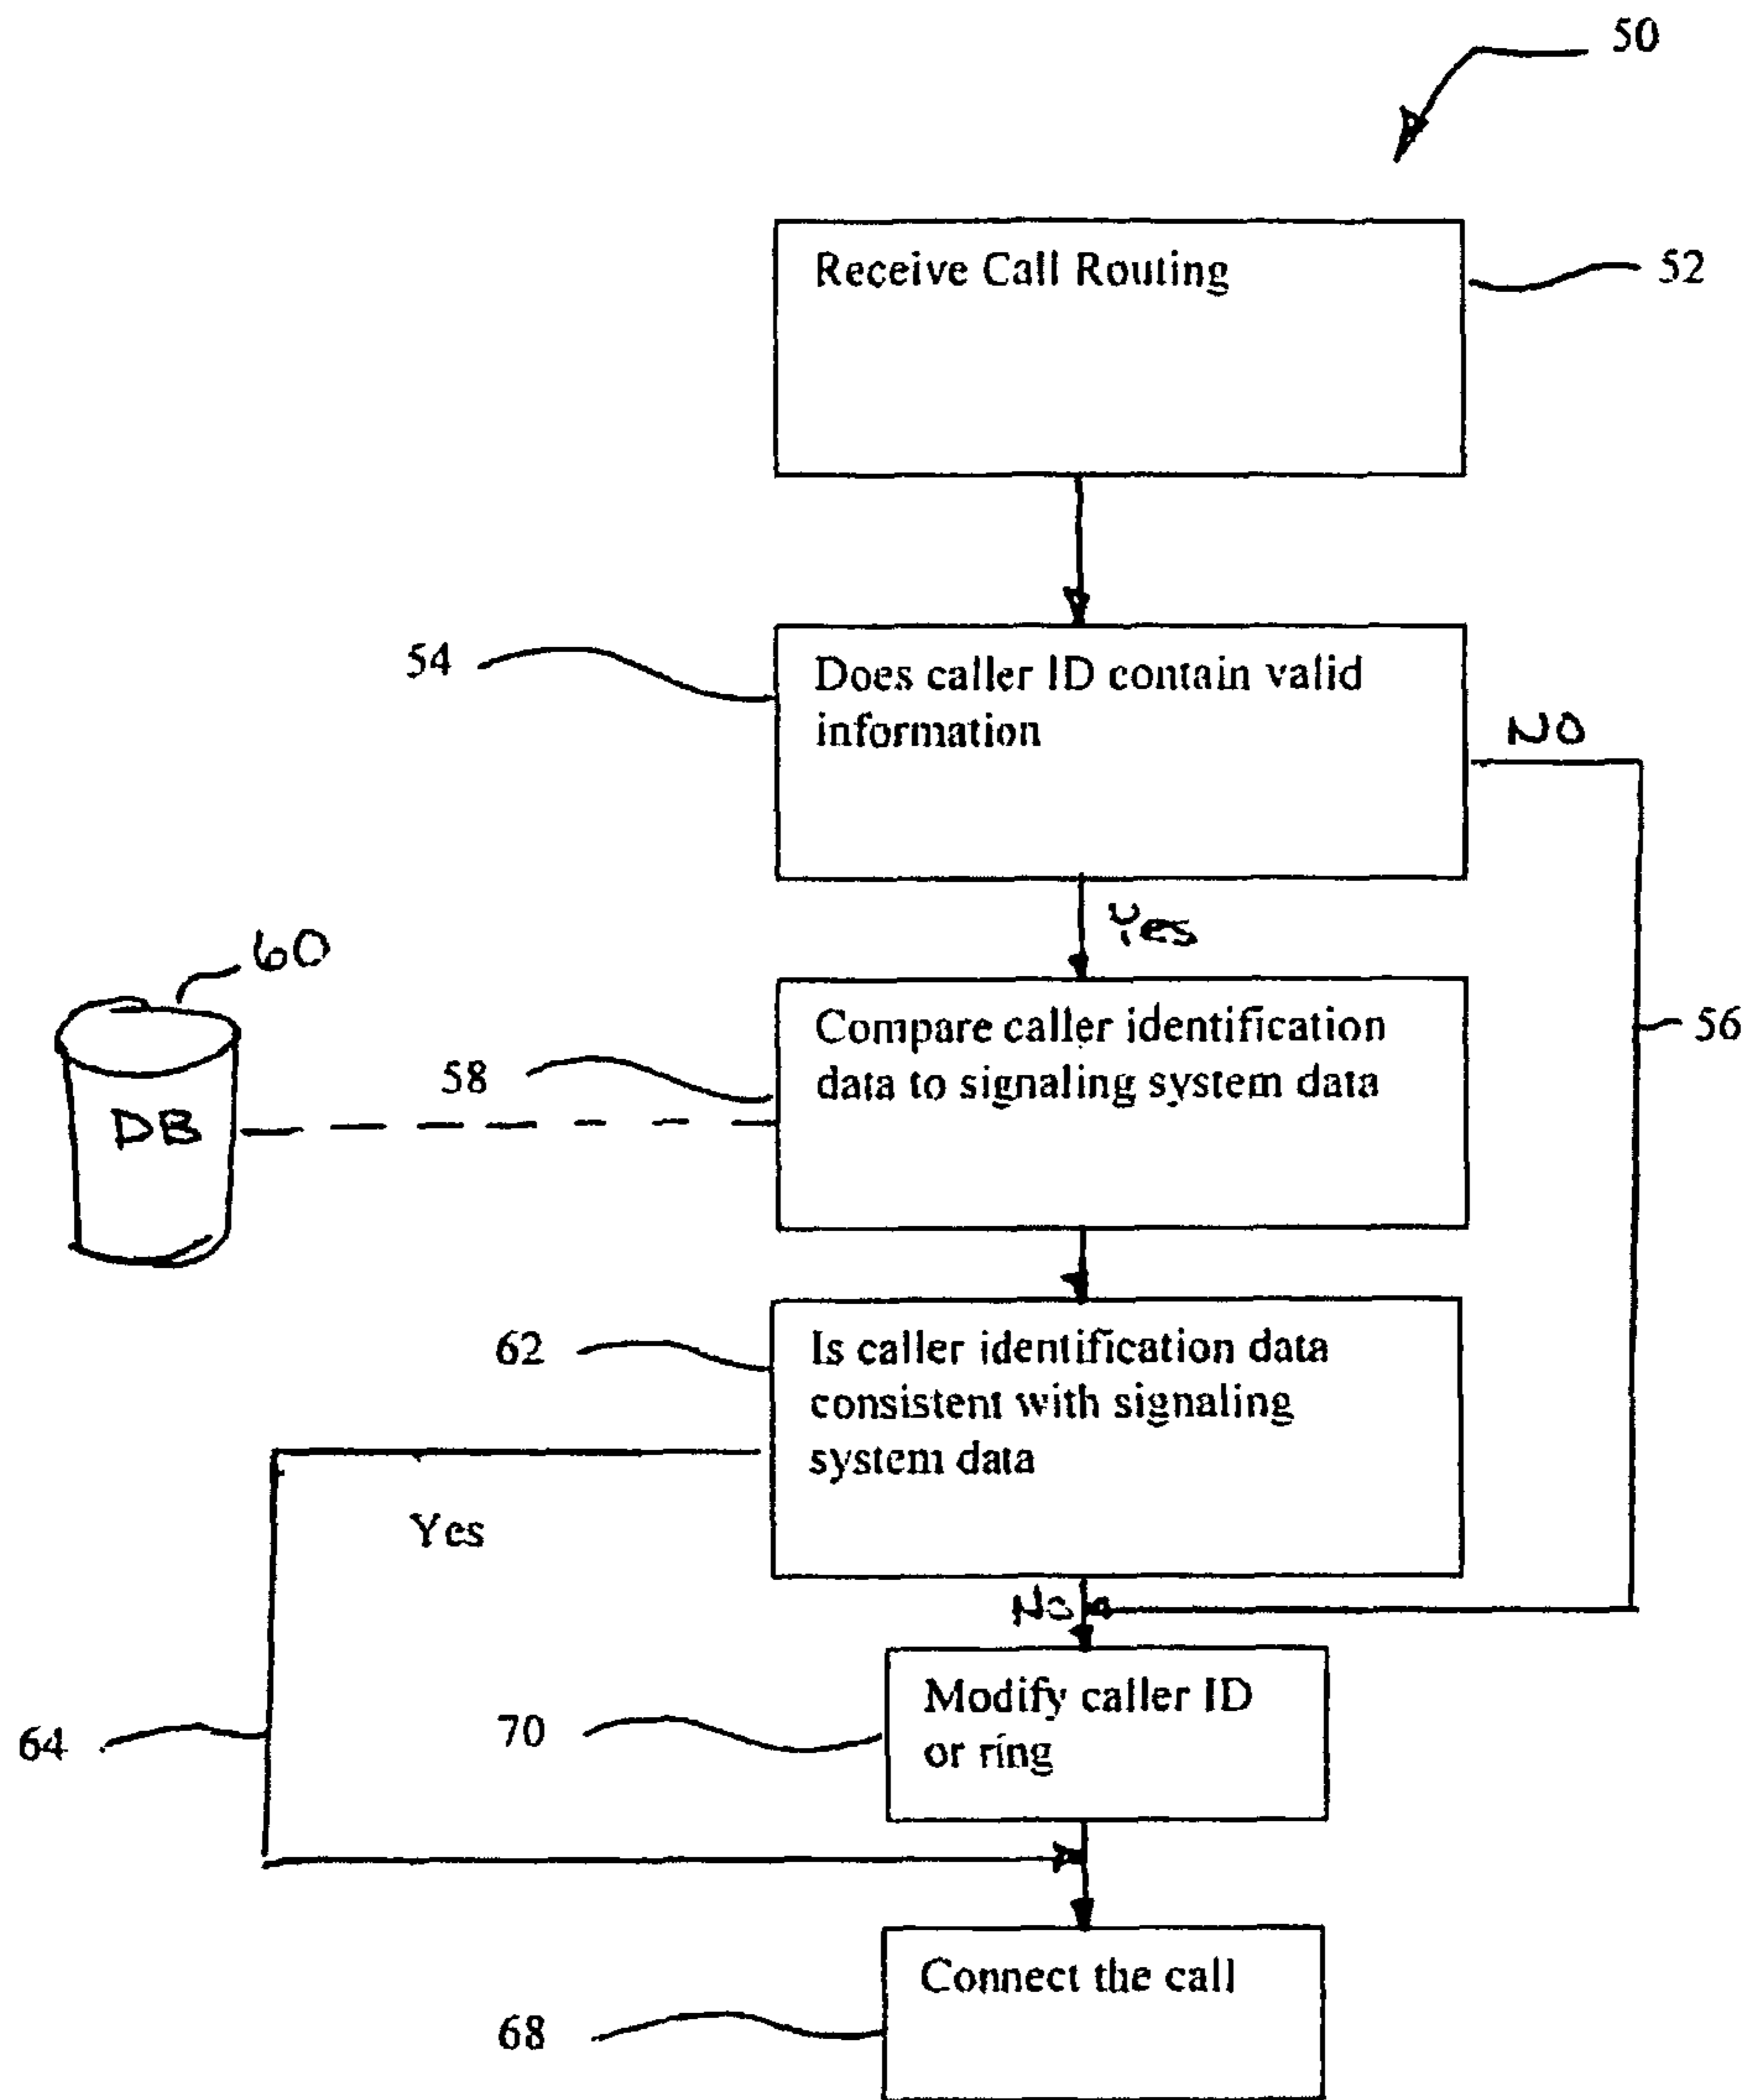 50
Receive Call Routing
52
54
Does caller ID contain valid
information
NO
Yes
60
DB
58
Compare caller identification
data to signaling system data
56
62
Is caller identification data
consistent with signaling
system data
Yes
No
64
70
Modify caller ID
or ring
68
Connect the call